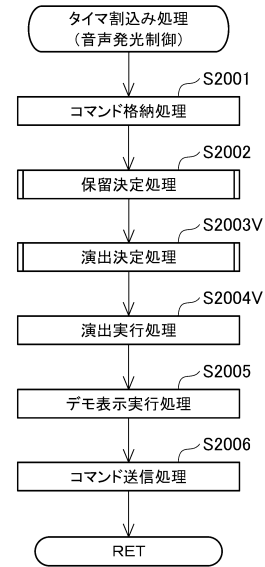 タイマ割込み処理
(音声発光制御)
S2001
コマンド格納処理
S2002
保留決定処理
S2003V
演出決定処理
S2004V
演出実行処理
S2005
デモ表示実行処理
S2006
コマンド送信処理
RET